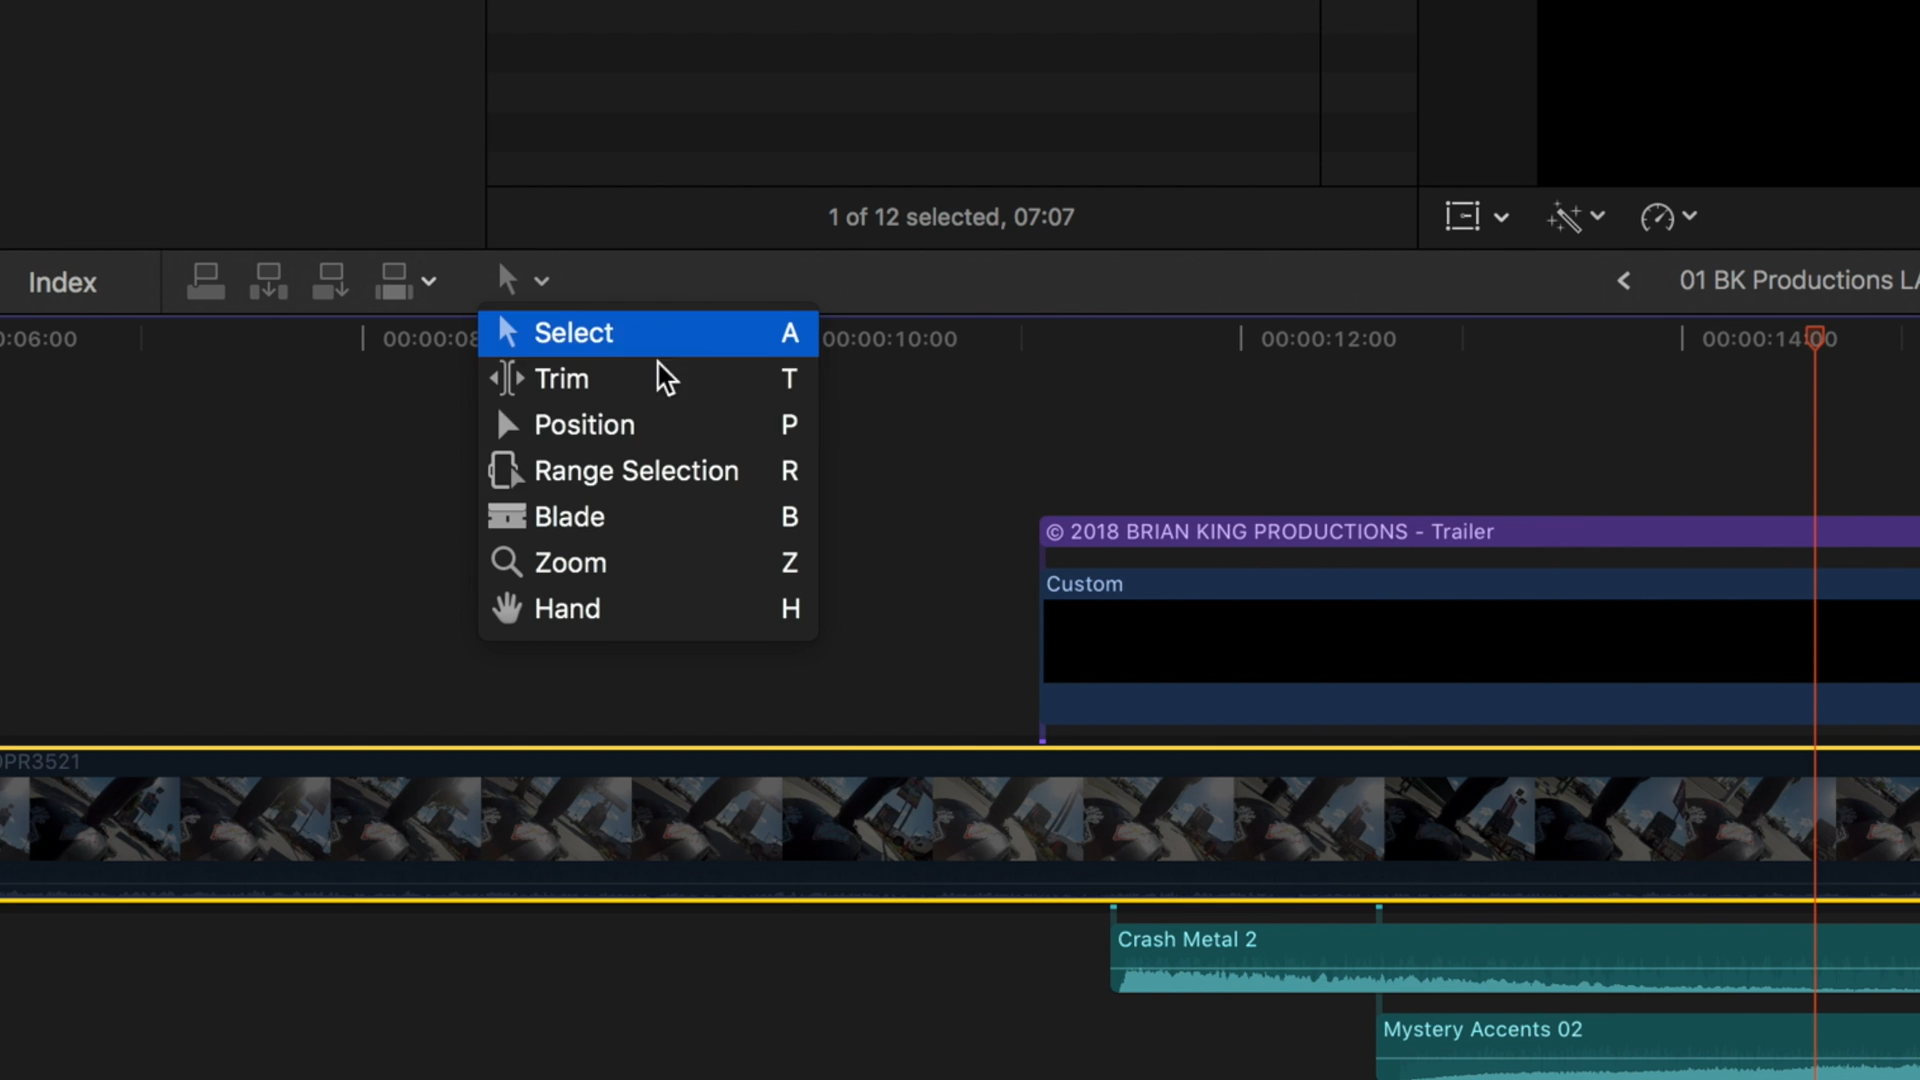 1 of 12 selected, 07:07
Index
01 BK Productions
:06:00
00:00:08
00:00:10:00
00:00:12:00
00:00:14:00
Select A
Trim T
Position P
Range Selection R
Blade B
Zoom Z
Hand H
© 2018 BRIAN KING PRODUCTIONS - Trailer
Custom
OPR3521
Crash Metal 2
Mystery Accents 02